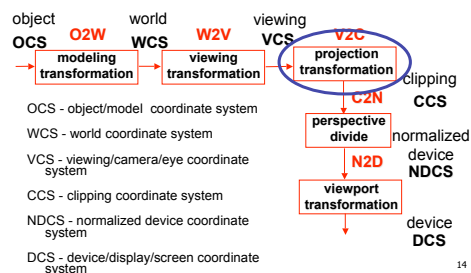 object world viewing
OCS O2W WCS W2V VCS V2C
modeling transformation
viewing transformation
projection transformation
clipping
CCS
C2N
perspective divide
normalized
device
NDCS
N2D
viewport transformation
device
DCS
OCS - object/model coordinate system
WCS - world coordinate system
VCS - viewing/camera/eye coordinate
system
CCS - clipping coordinate system
NDCS - normalized device coordinate
system
DCS - device/display/screen coordinate
system
14